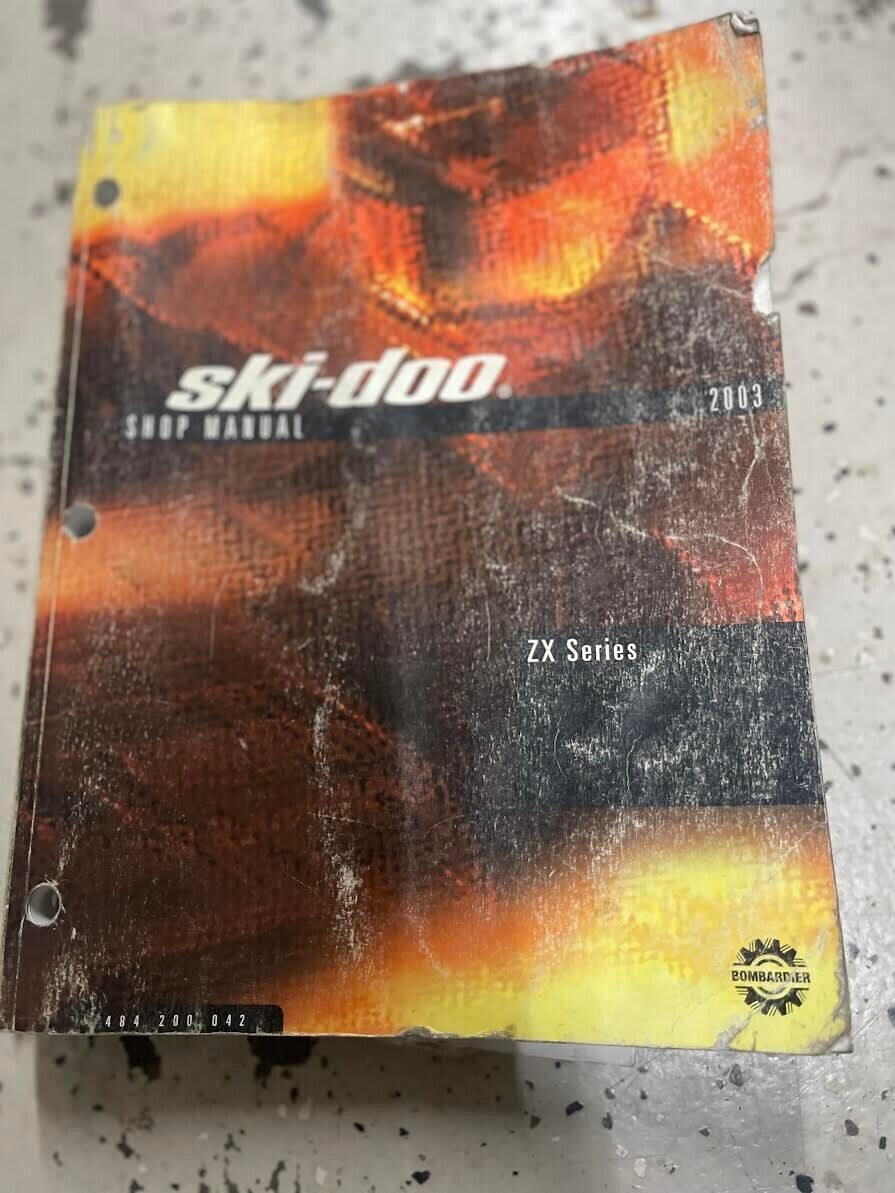 ski-doo®
SHOP MANUAL
2003
ZX Series
BOMBARDIER
484 200 042